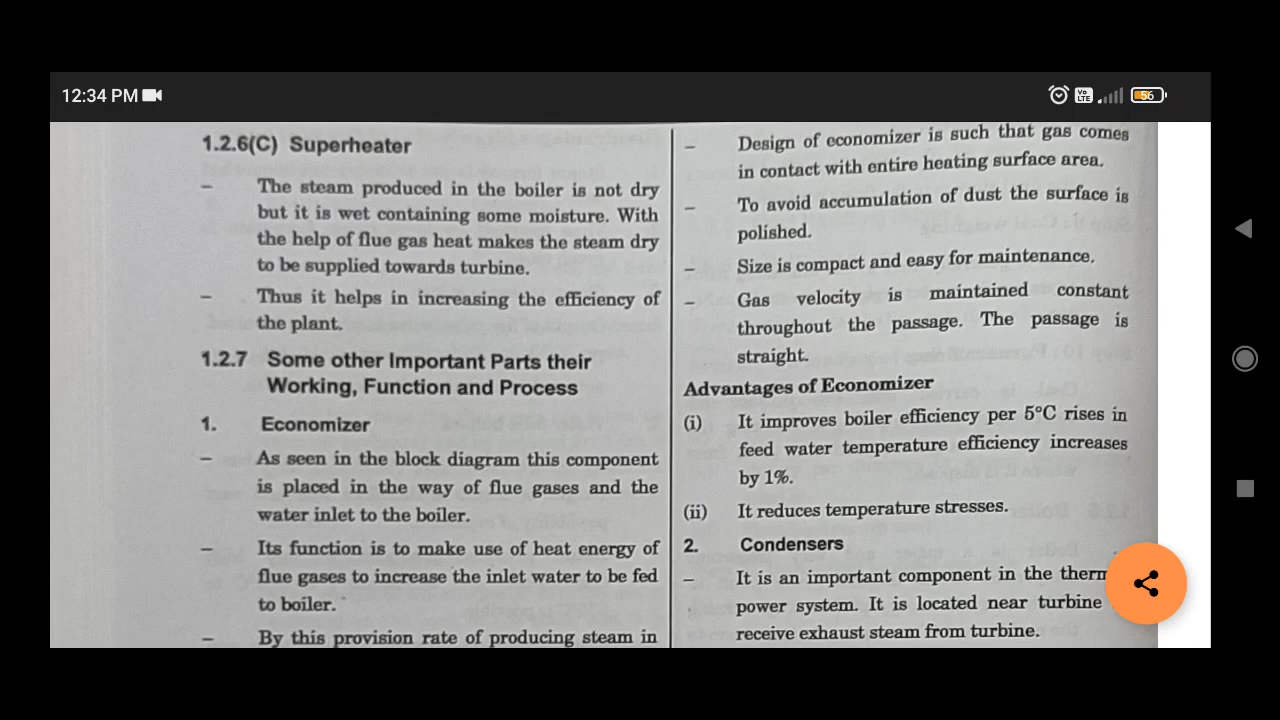 12:34 PM
Vo
LTE
56
1.2.6(C) Superheater
– The steam produced in the boiler is not dry
but it is wet containing some moisture. With
the help of flue gas heat makes the steam dry
to be supplied towards turbine.
– Thus it helps in increasing the efficiency of
the plant.
1.2.7 Some other Important Parts their
Working, Function and Process
1. Economizer
– As seen in the block diagram this component
is placed in the way of flue gases and the
water inlet to the boiler.
– Its function is to make use of heat energy of
flue gases to increase the inlet water to be fed
to boiler.
– By this provision rate of producing steam in
– Design of economizer is such that gas comes
in contact with entire heating surface area.
– To avoid accumulation of dust the surface is
polished.
– Size is compact and easy for maintenance.
– Gas velocity is maintained constant
throughout the passage. The passage is
straight.
Advantages of Economizer
(i) It improves boiler efficiency per 5°C rises in
feed water temperature efficiency increases
by 1%.
(ii) It reduces temperature stresses.
2. Condensers
– It is an important component in the therm
power system. It is located near turbine
receive exhaust steam from turbine.